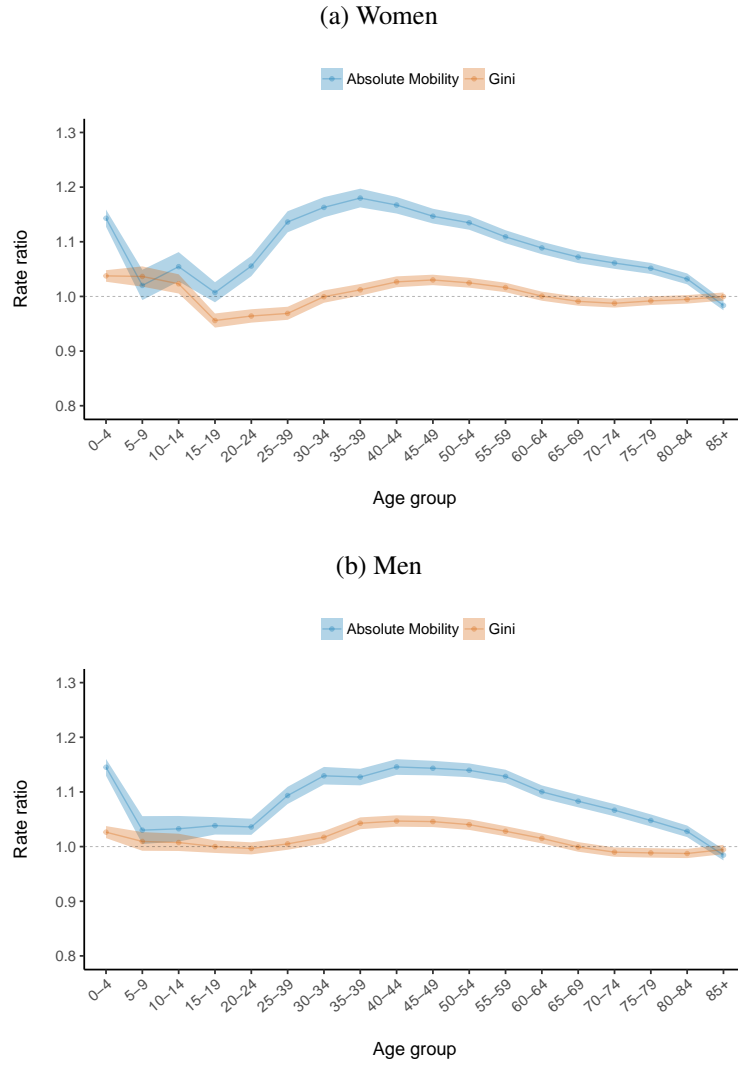 (a) Women
Absolute Mobility Gini
1.3
1.2
1.1
1.0
0.9
0.8
Rate ratio
0–4 5–9 10–14 15–19 20–24 25–39 30–34 35–39 40–44 45–49 50–54 55–59 60–64 65–69 70–74 75–79 80–84 85+
Age group
(b) Men
Absolute Mobility Gini
1.3
1.2
1.1
1.0
0.9
0.8
Rate ratio
0–4 5–9 10–14 15–19 20–24 25–39 30–34 35–39 40–44 45–49 50–54 55–59 60–64 65–69 70–74 75–79 80–84 85+
Age group